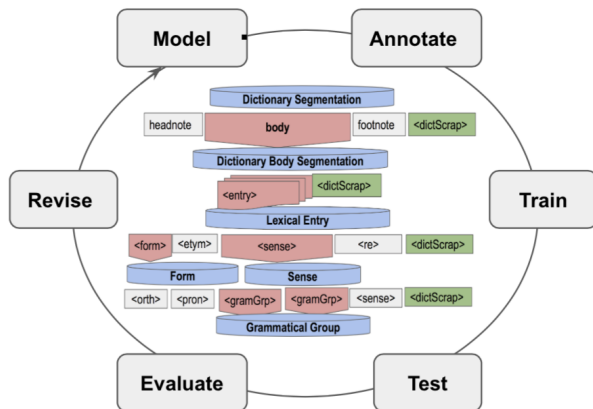 Model
Annotate
Dictionary Segmentation
headnote body footnote <dictScrap>
Dictionary Body Segmentation
<entry> <dictScrap>
Revise
Train
Lexical Entry
<form> <etym> <sense> <re> <dictScrap>
Form Sense
<orth> <pron> <gramGrp> <gramGrp> <sense> <dictScrap>
Grammatical Group
Evaluate
Test